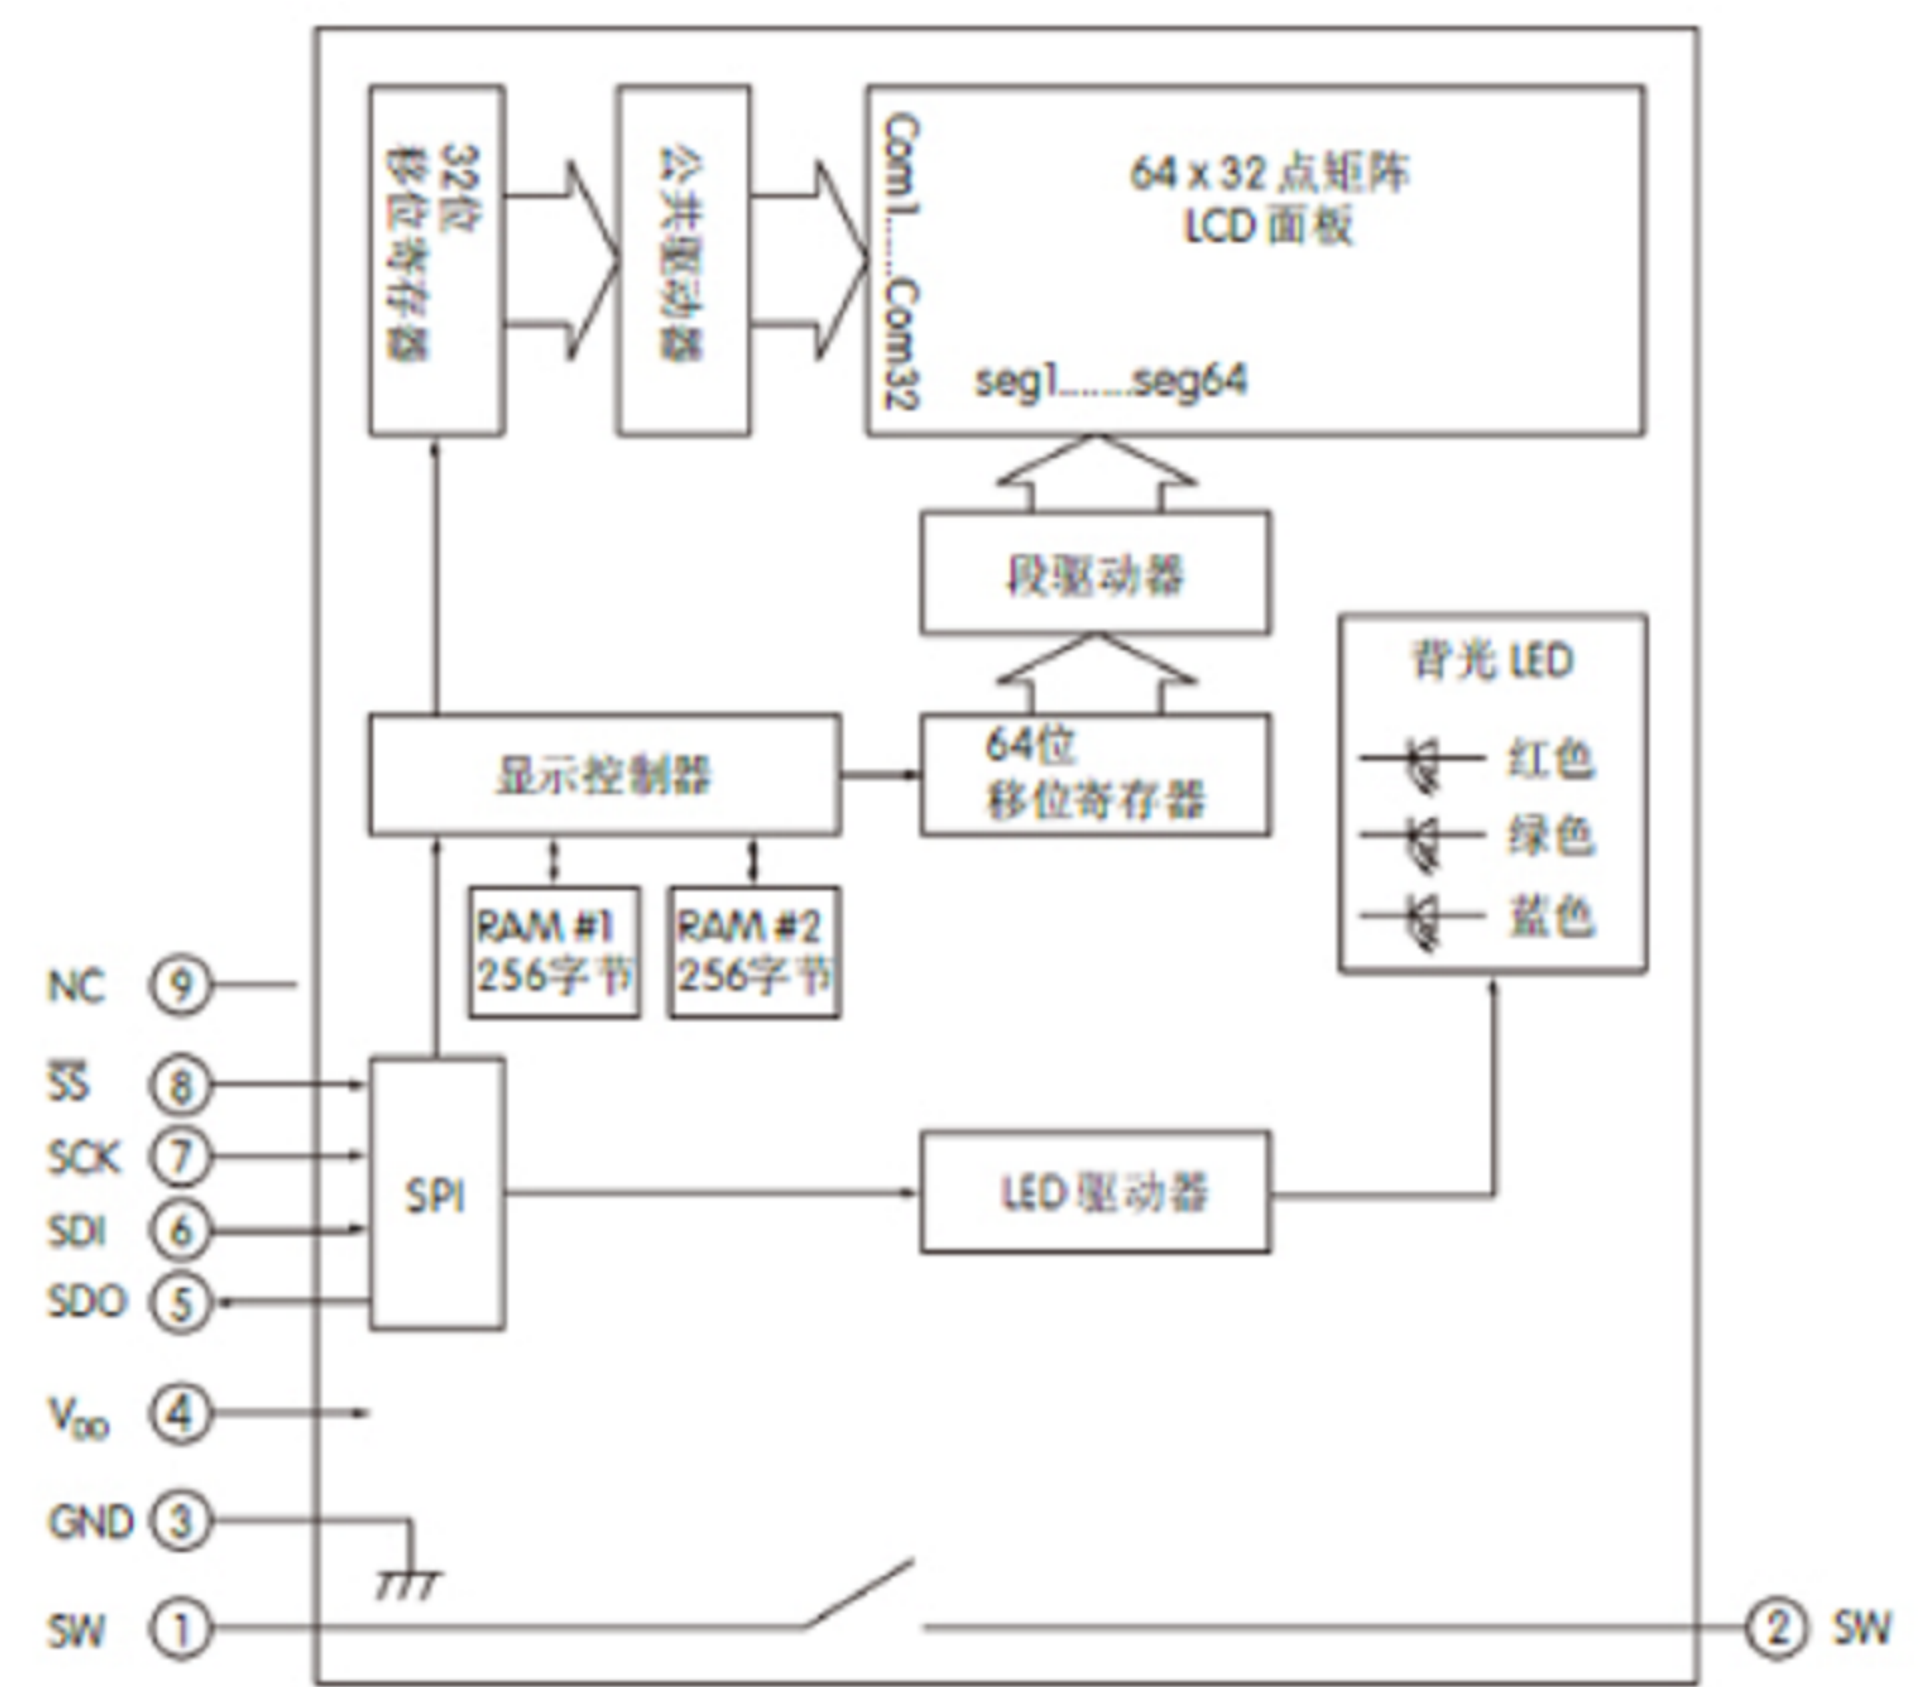 32位
移位寄存器
公共驱动器
Com1.......Com32
64 x 32 点矩阵
LCD 面板
seg1........seg64
段驱动器
背光 LED
红色
绿色
蓝色
显示控制器
64位
移位寄存器
RAM #1
256字节
RAM #2
256字节
NC 9
S̅S̅ 8
SCK 7
SDI 6
SDO 5
SPI
LED 驱动器
VDD 4
GND 3
SW 1
2 SW